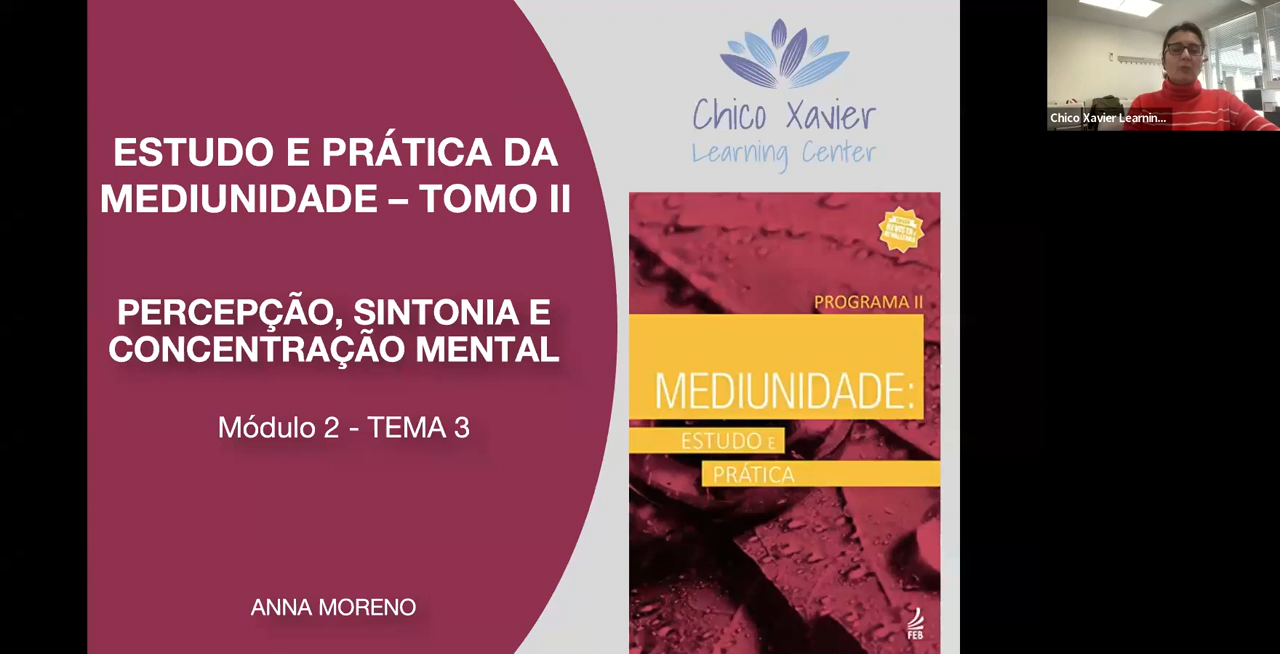 ESTUDO E PRÁTICA DA
MEDIUNIDADE – TOMO II
PERCEPÇÃO, SINTONIA E
CONCENTRAÇÃO MENTAL
Módulo 2 - TEMA 3
ANNA MORENO
Chico Xavier
Learning Center
PROGRAMA II
MEDIUNIDADE:
ESTUDO E
PRÁTICA
FEB
Chico Xavier Learnin...